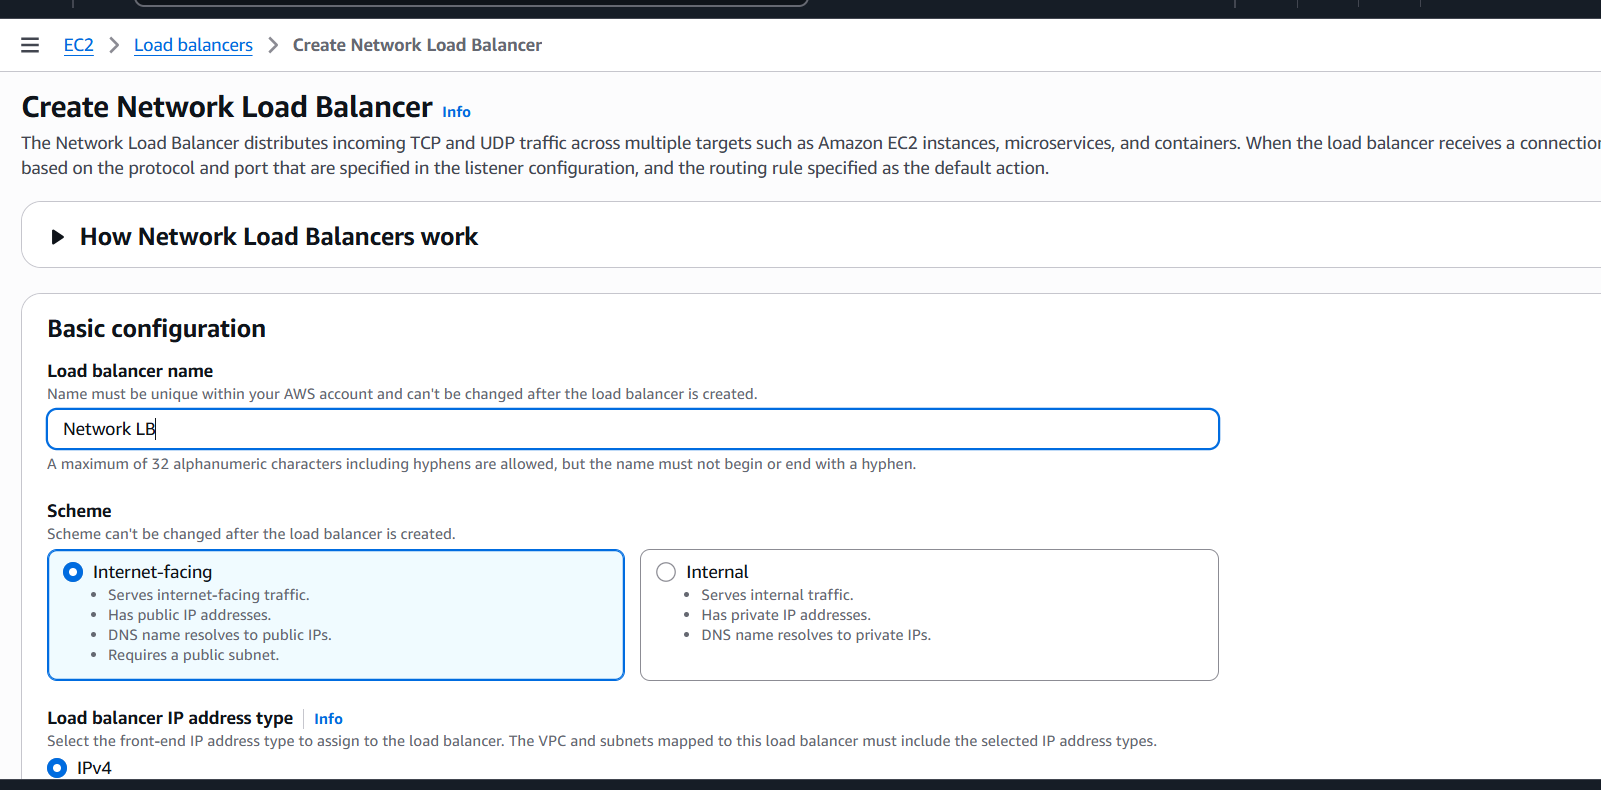 EC2 > Load balancers > Create Network Load Balancer
Create Network Load Balancer Info
The Network Load Balancer distributes incoming TCP and UDP traffic across multiple targets such as Amazon EC2 instances, microservices, and containers. When the load balancer receives a
based on the protocol and port that are specified in the listener configuration, and the routing rule specified as the default action.
How Network Load Balancers work
Basic configuration
Load balancer name
Name must be unique within your AWS account and can't be changed after the load balancer is created.
Network LB
A maximum of 32 alphanumeric characters including hyphens are allowed, but the name must not begin or end with a hyphen.
Scheme
Scheme can't be changed after the load balancer is created.
Internet-facing
• Serves internet-facing traffic.
• Has public IP addresses.
• DNS name resolves to public IPs.
• Requires a public subnet.
Internal
• Serves internal traffic.
• Has private IP addresses.
• DNS name resolves to private IPs.
Load balancer IP address type Info
Select the front-end IP address type to assign to the load balancer. The VPC and subnets mapped to this load balancer must include the selected IP address types.
IPv4